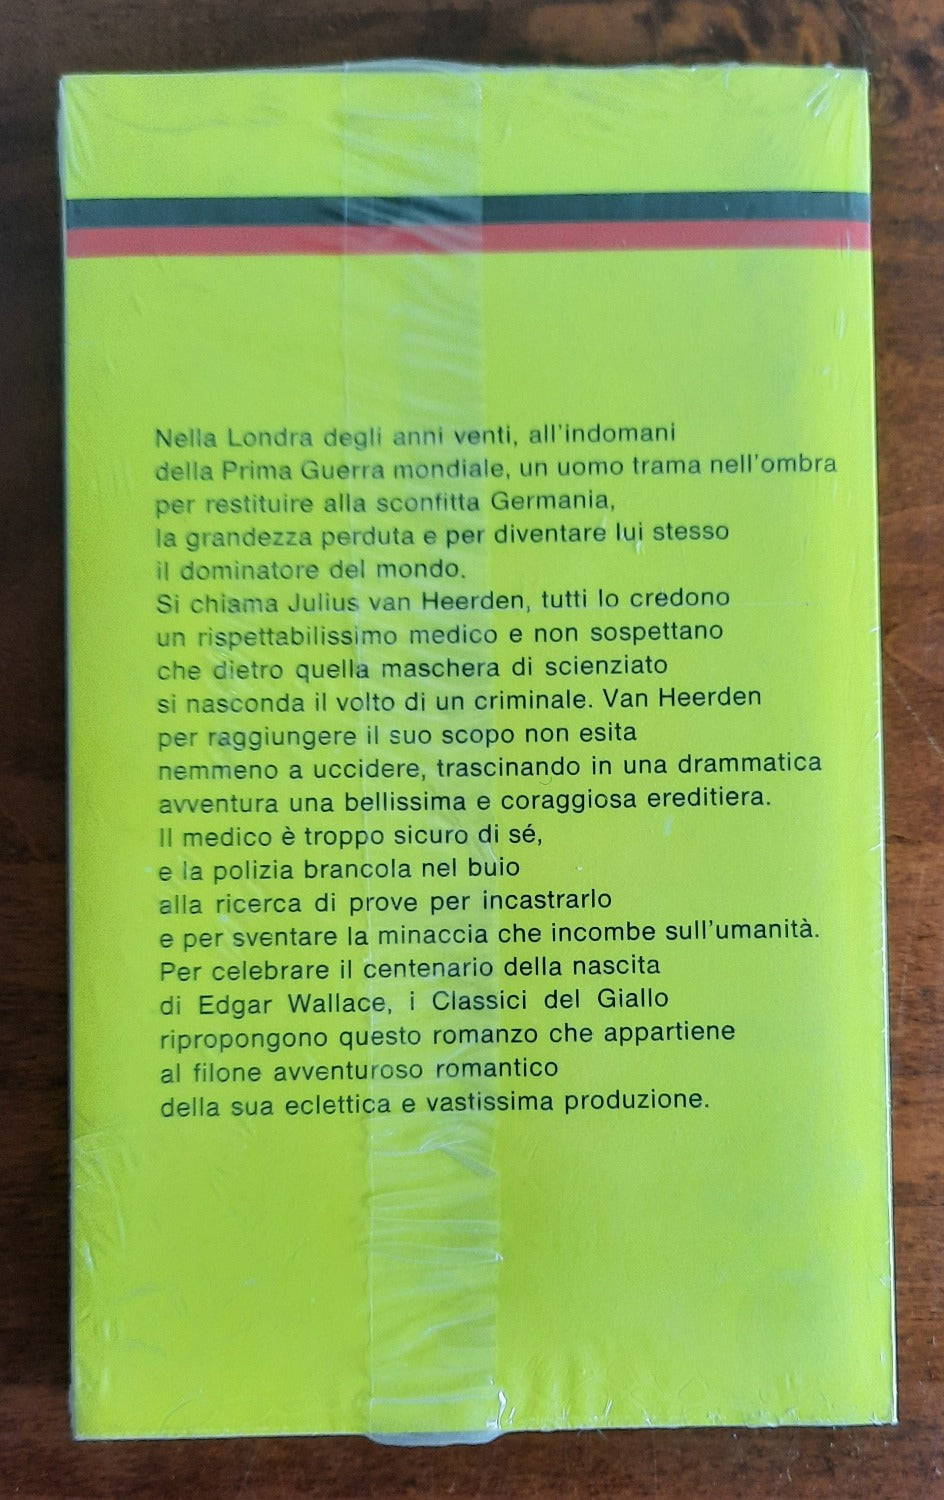 Nella Londra degli anni venti, all'indomani
della Prima Guerra mondiale, un uomo trama nell'ombra
per restituire alla sconfitta Germania,
la grandezza perduta e per diventare lui stesso
il dominatore del mondo.
Si chiama Julius van Heerden, tutti lo credono
un rispettabilissimo medico e non sospettano
che dietro quella maschera di scienziato
si nasconda il volto di un criminale. Van Heerden
per raggiungere il suo scopo non esita
nemmeno a uccidere, trascinando in una drammatica
avventura una bellissima e coraggiosa ereditiera.
Il medico è troppo sicuro di sé,
e la polizia brancola nel buio
alla ricerca di prove per incastrarlo
e per sventare la minaccia che incombe sull'umanità.
Per celebrare il centenario della nascita
di Edgar Wallace, i Classici del Giallo
ripropongono questo romanzo che appartiene
al filone avventuroso romantico
della sua eclettica e vastissima produzione.